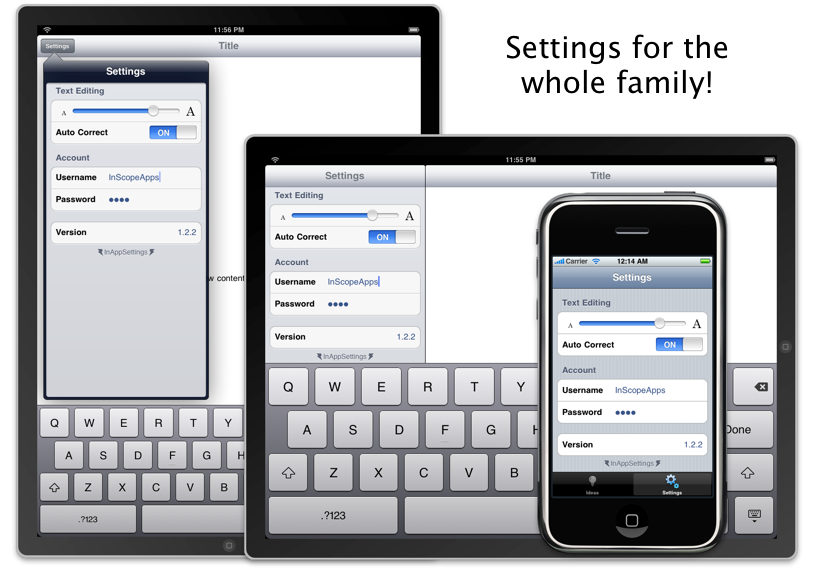 Settings for the
whole family!
11:56 PM
Settings
Title
Settings
Text Editing
A A
Auto Correct ON
Account
Username InScopeApps
Password ••••
Version 1.2.2
InAppSettings
w content
Q W E R T Y
A S D F G H
Z X C V B
.?123
11:55 PM
Settings
Title
Text Editing
A A
Auto Correct ON
Account
Username InScopeApps
Password ••••
Version 1.2.2
InAppSettings
Q W E R T Y
A S D F G H
Done
Z X C V B
.?123
Carrier 12:14 AM
Settings
Text Editing
A A
Auto Correct ON
Account
Username InScopeApps
Password ••••
Version 1.2.2
InAppSettings
Ideas Settings